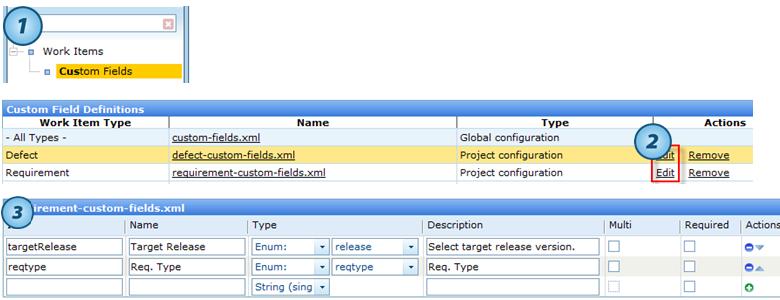 1
Work Items
Custom Fields
Custom Field Definitions
Work Item Type Name Type Actions
- All Types - custom-fields.xml Global configuration
2
Defect defect-custom-fields.xml Project configuration Edit Remove
Requirement requirement-custom-fields.xml Project configuration Edit Remove
3
irement-custom-fields.xml
Name Type Description Multi Required Actions
targetRelease Target Release Enum: release Select target release version.
reqtype Req. Type Enum: reqtype Req. Type
String (sing